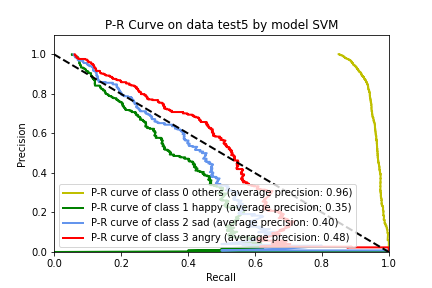 P-R Curve on data test5 by model SVM
1.0
0.8
0.6
0.4
0.2
0.0
Precision
P-R curve of class 0 others (average precision: 0.96)
P-R curve of class 1 happy (average precision: 0.35)
P-R curve of class 2 sad (average precision: 0.40)
P-R curve of class 3 angry (average precision: 0.48)
0.0 0.2 0.4 0.6 0.8 1.0
Recall